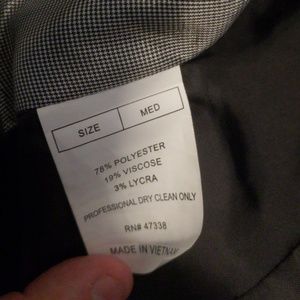 SIZE MED
78% POLYESTER
19% VISCOSE
3% LYCRA
PROFESSIONAL DRY CLEAN ONLY
RN# 47338
MADE IN VIETNAM